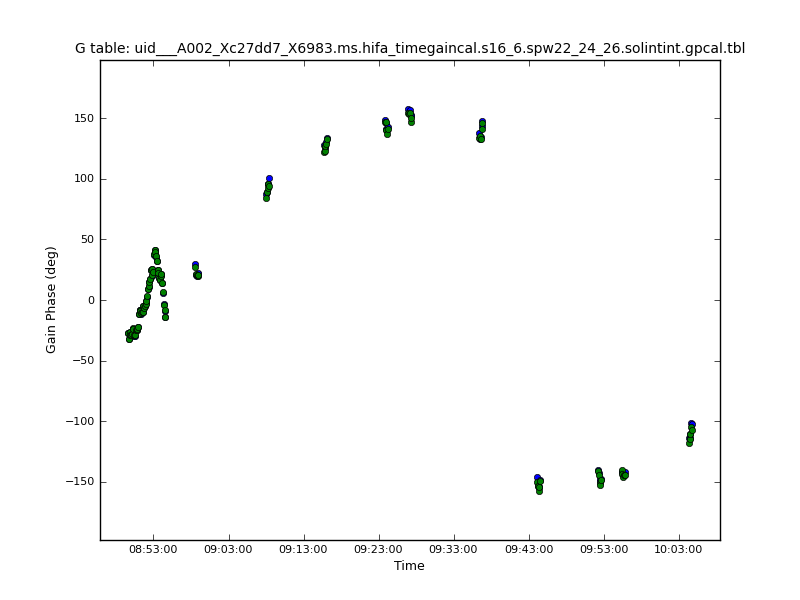 G table: uid___A002_Xc27dd7_X6983.ms.hifa_timegaincal.s16_6.spw22_24_26.solintint.gpcal.tbl
150
100
50
0
−50
−100
−150
Gain Phase (deg)
08:53:00 09:03:00 09:13:00 09:23:00 09:33:00 09:43:00 09:53:00 10:03:00
Time